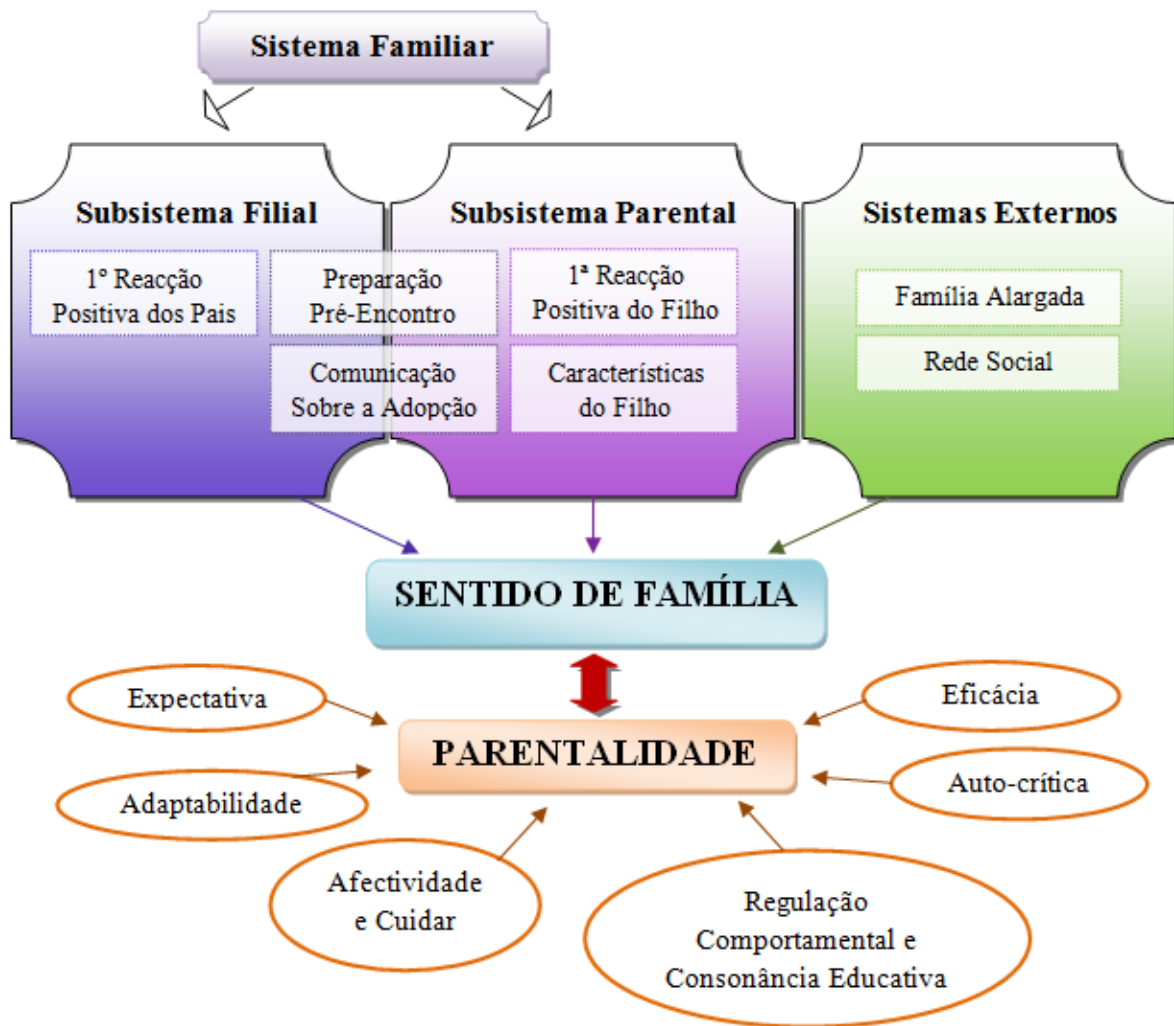 Sistema Familiar
Subsistema Filial
1º Reacção
Positiva dos Pais
Preparação
Pré-Encontro
Comunicação
Sobre a Adopção
Subsistema Parental
1ª Reacção
Positiva do Filho
Características
do Filho
Sistemas Externos
Família Alargada
Rede Social
SENTIDO DE FAMÍLIA
PARENTALIDADE
Expectativa
Adaptabilidade
Afectividade
e Cuidar
Regulação
Comportamental e
Consonância Educativa
Auto-crítica
Eficácia